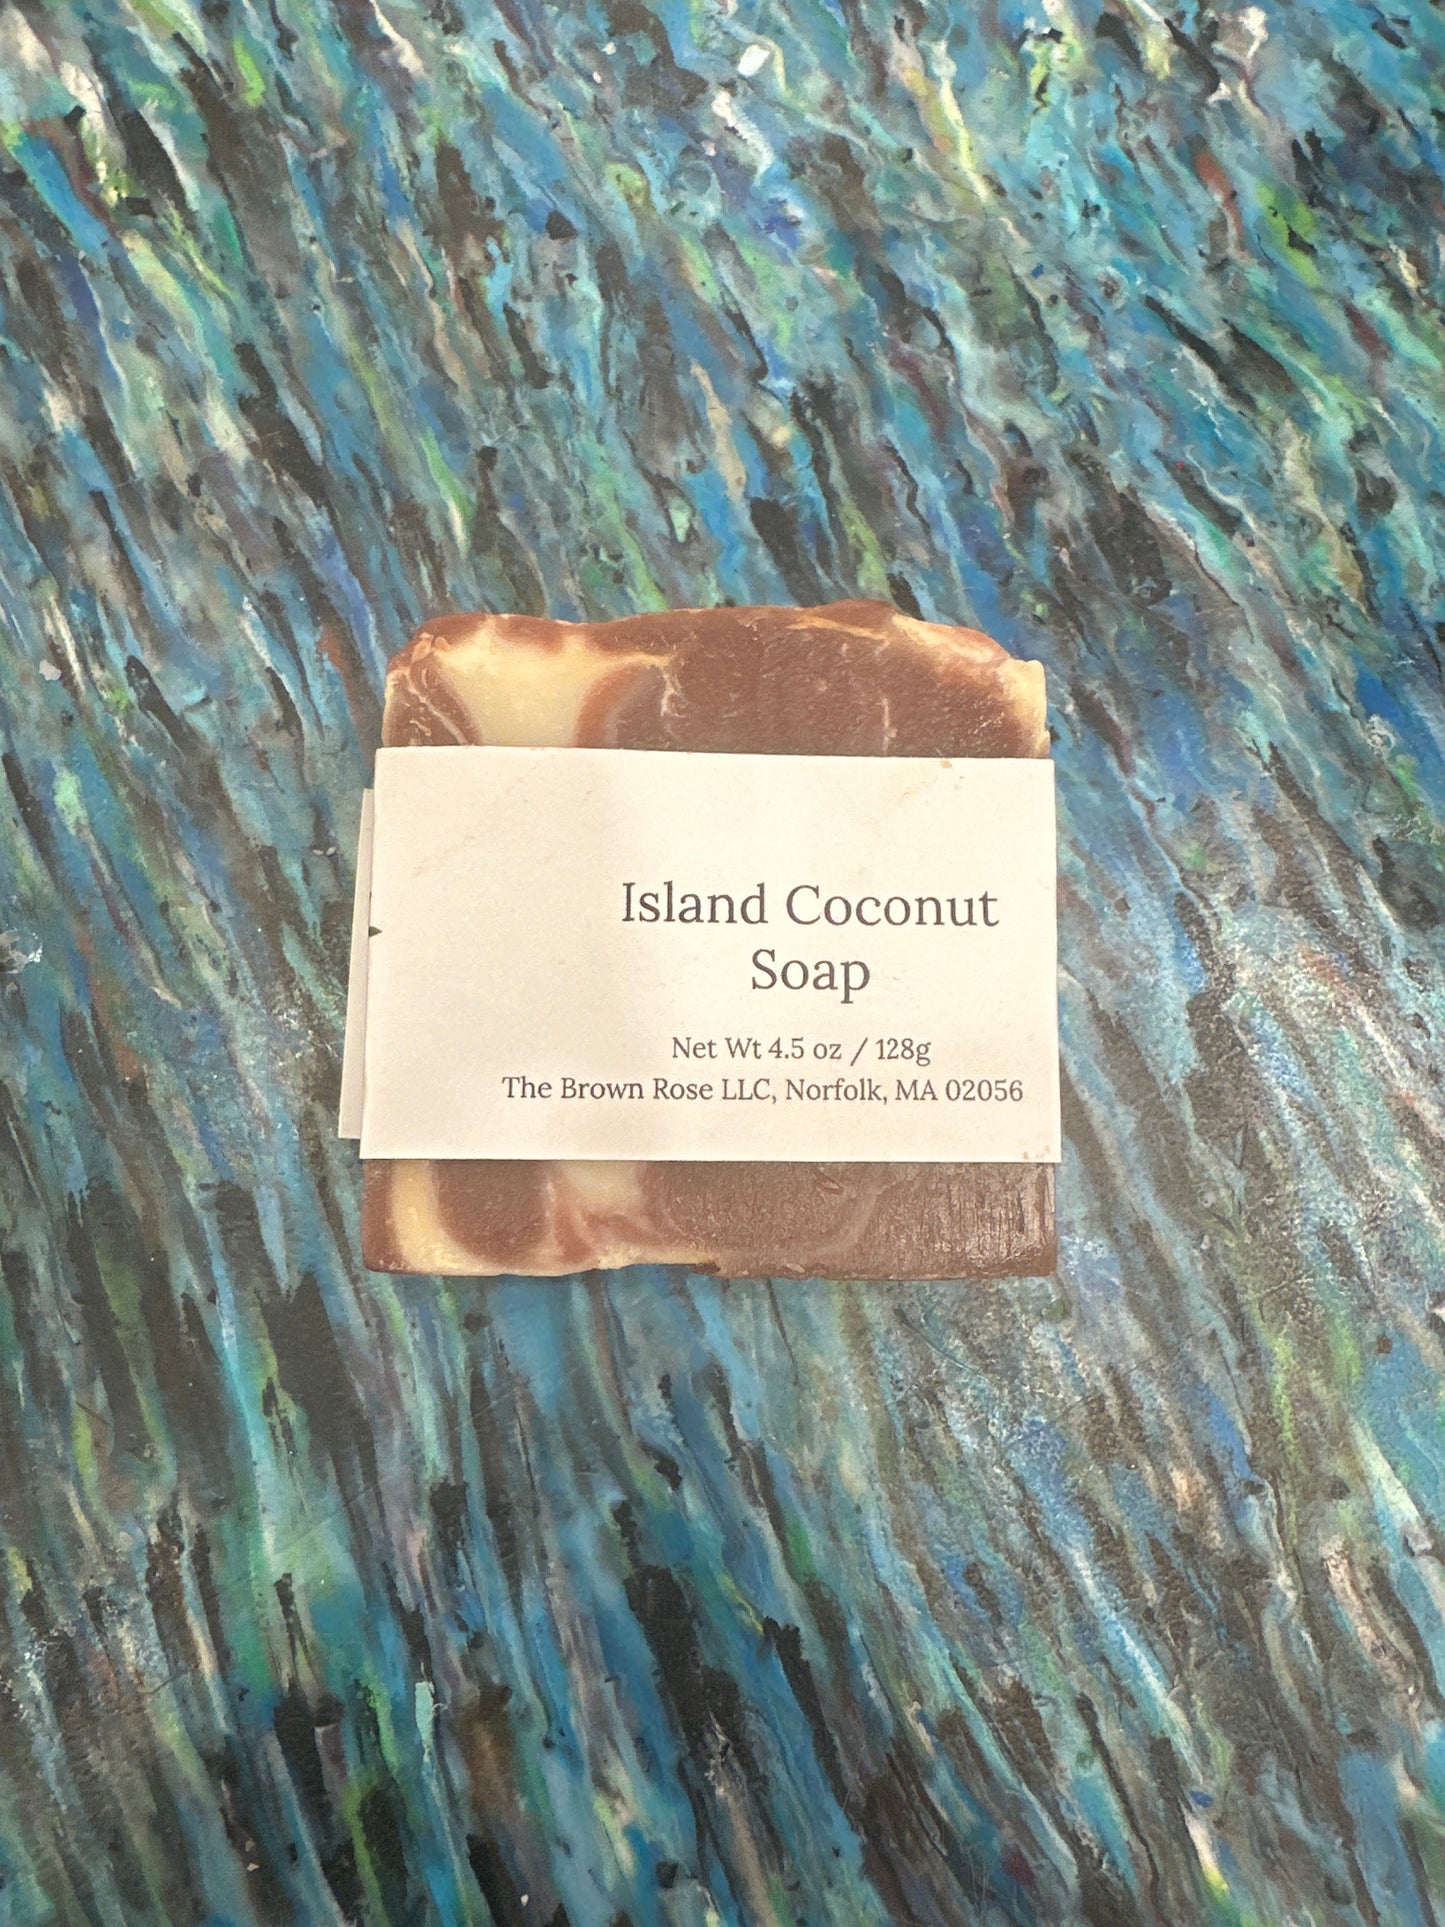 Island Coconut
Soap
Net Wt 4.5 oz / 128g
The Brown Rose LLC, Norfolk, MA 02056